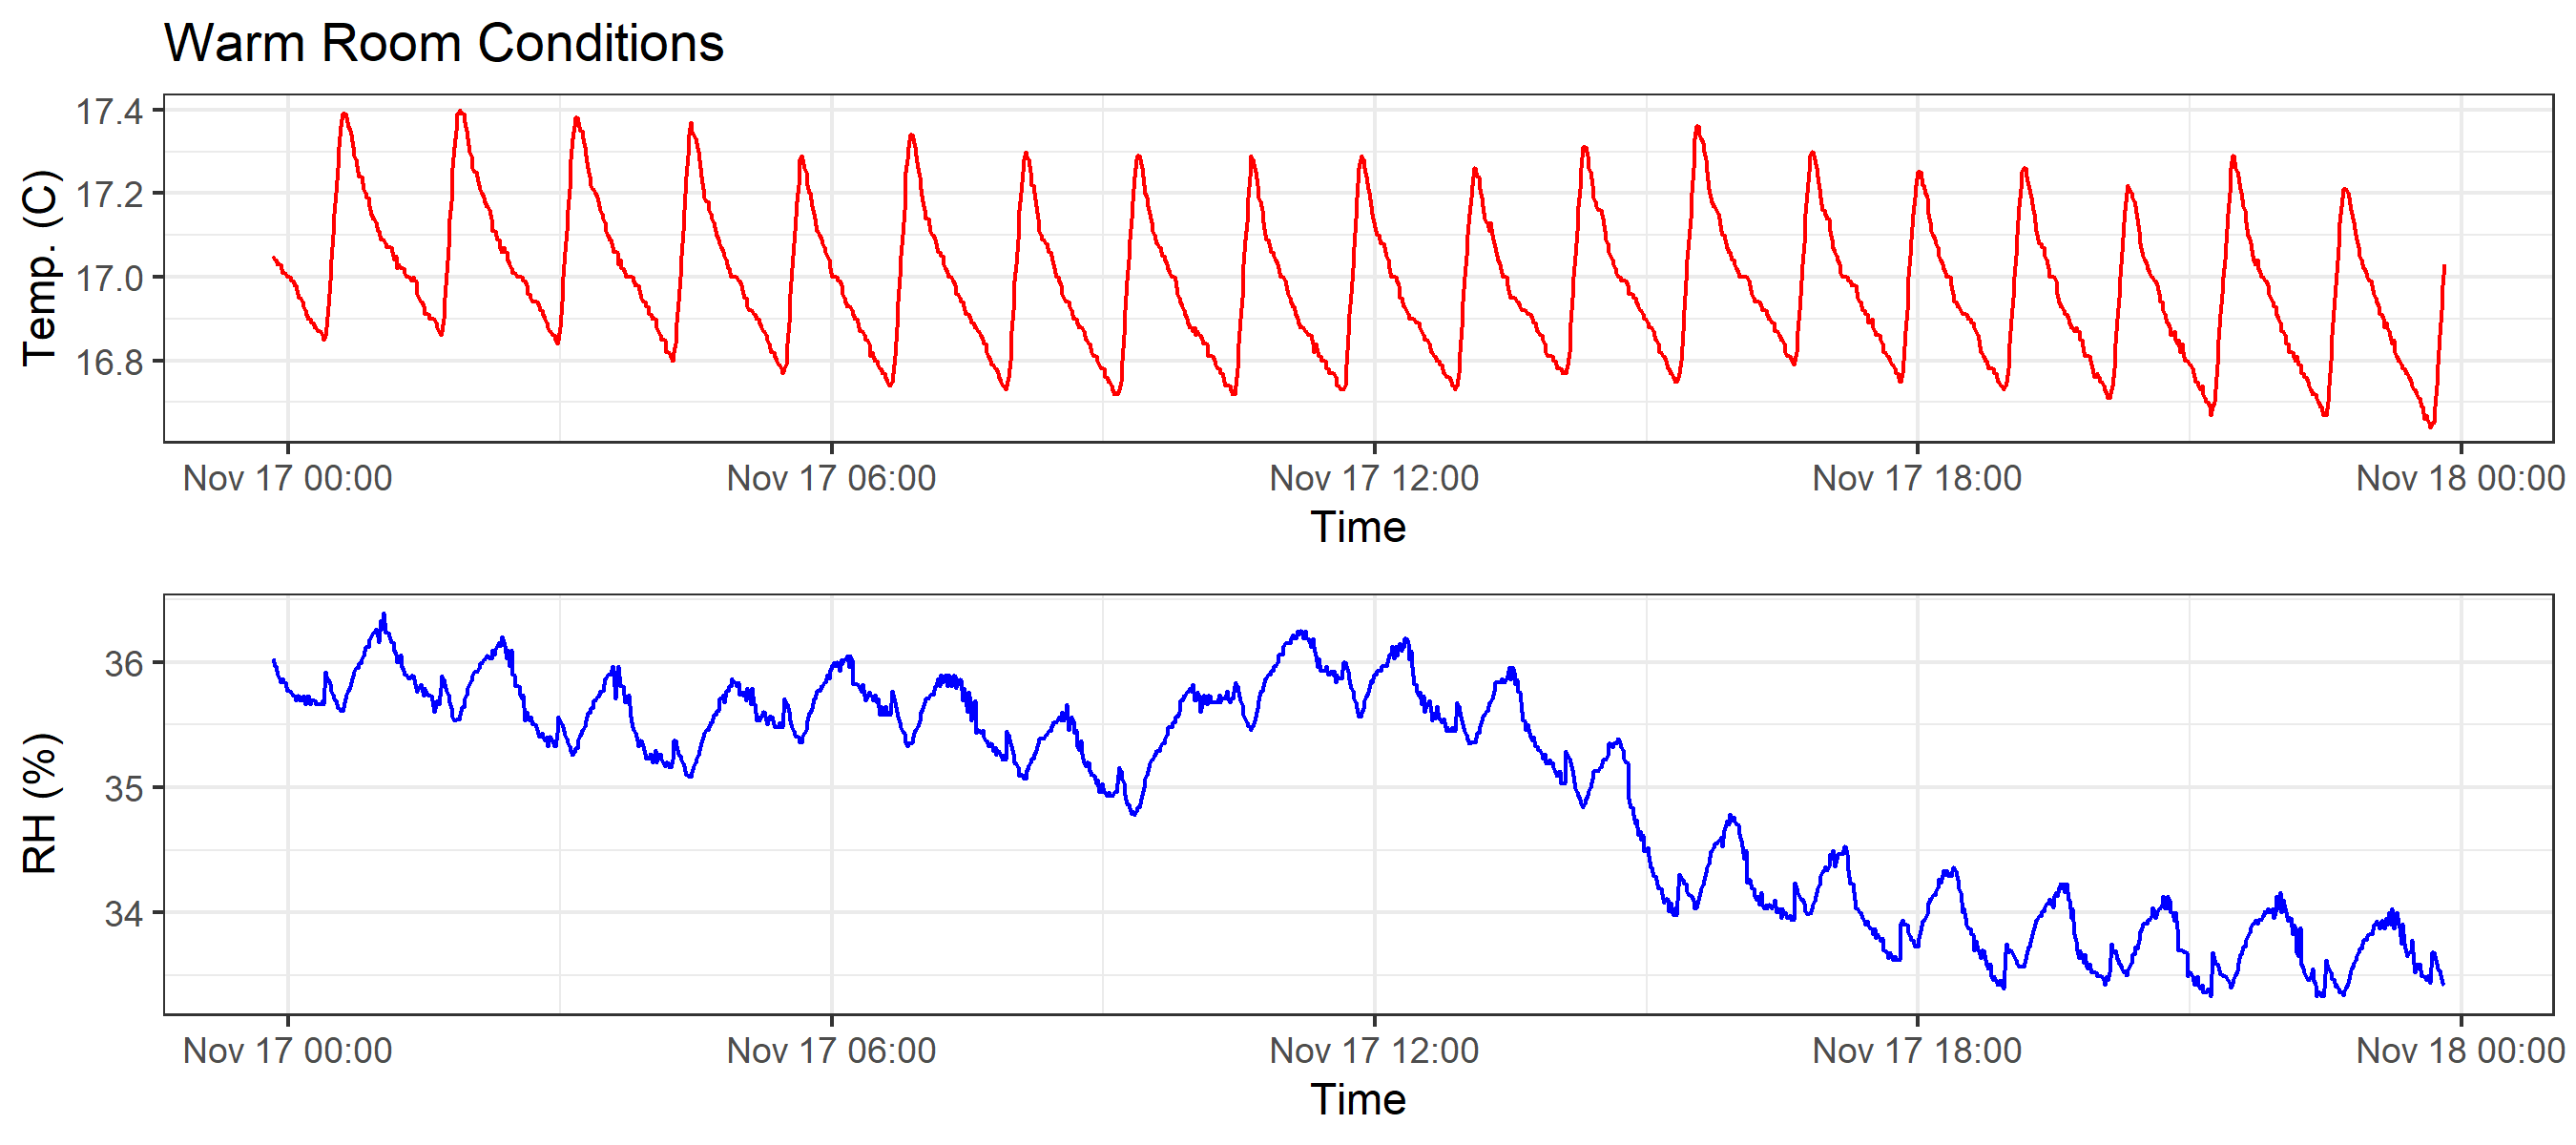 Warm Room Conditions
Temp. (C)
17.4
17.2
17.0
16.8
Nov 17 00:00 Nov 17 06:00 Nov 17 12:00 Nov 17 18:00 Nov 18 00:00
Time
RH (%)
36
35
34
Nov 17 00:00 Nov 17 06:00 Nov 17 12:00 Nov 17 18:00 Nov 18 00:00
Time